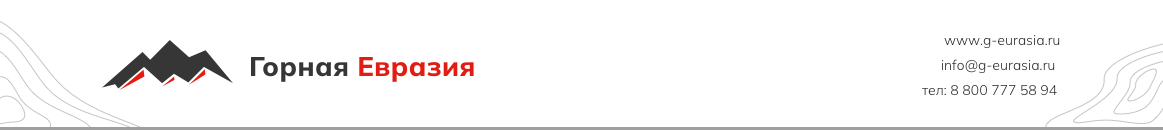 Горная Евразия
www.g-eurasia.ru
info@g-eurasia.ru
тел: 8 800 777 58 94